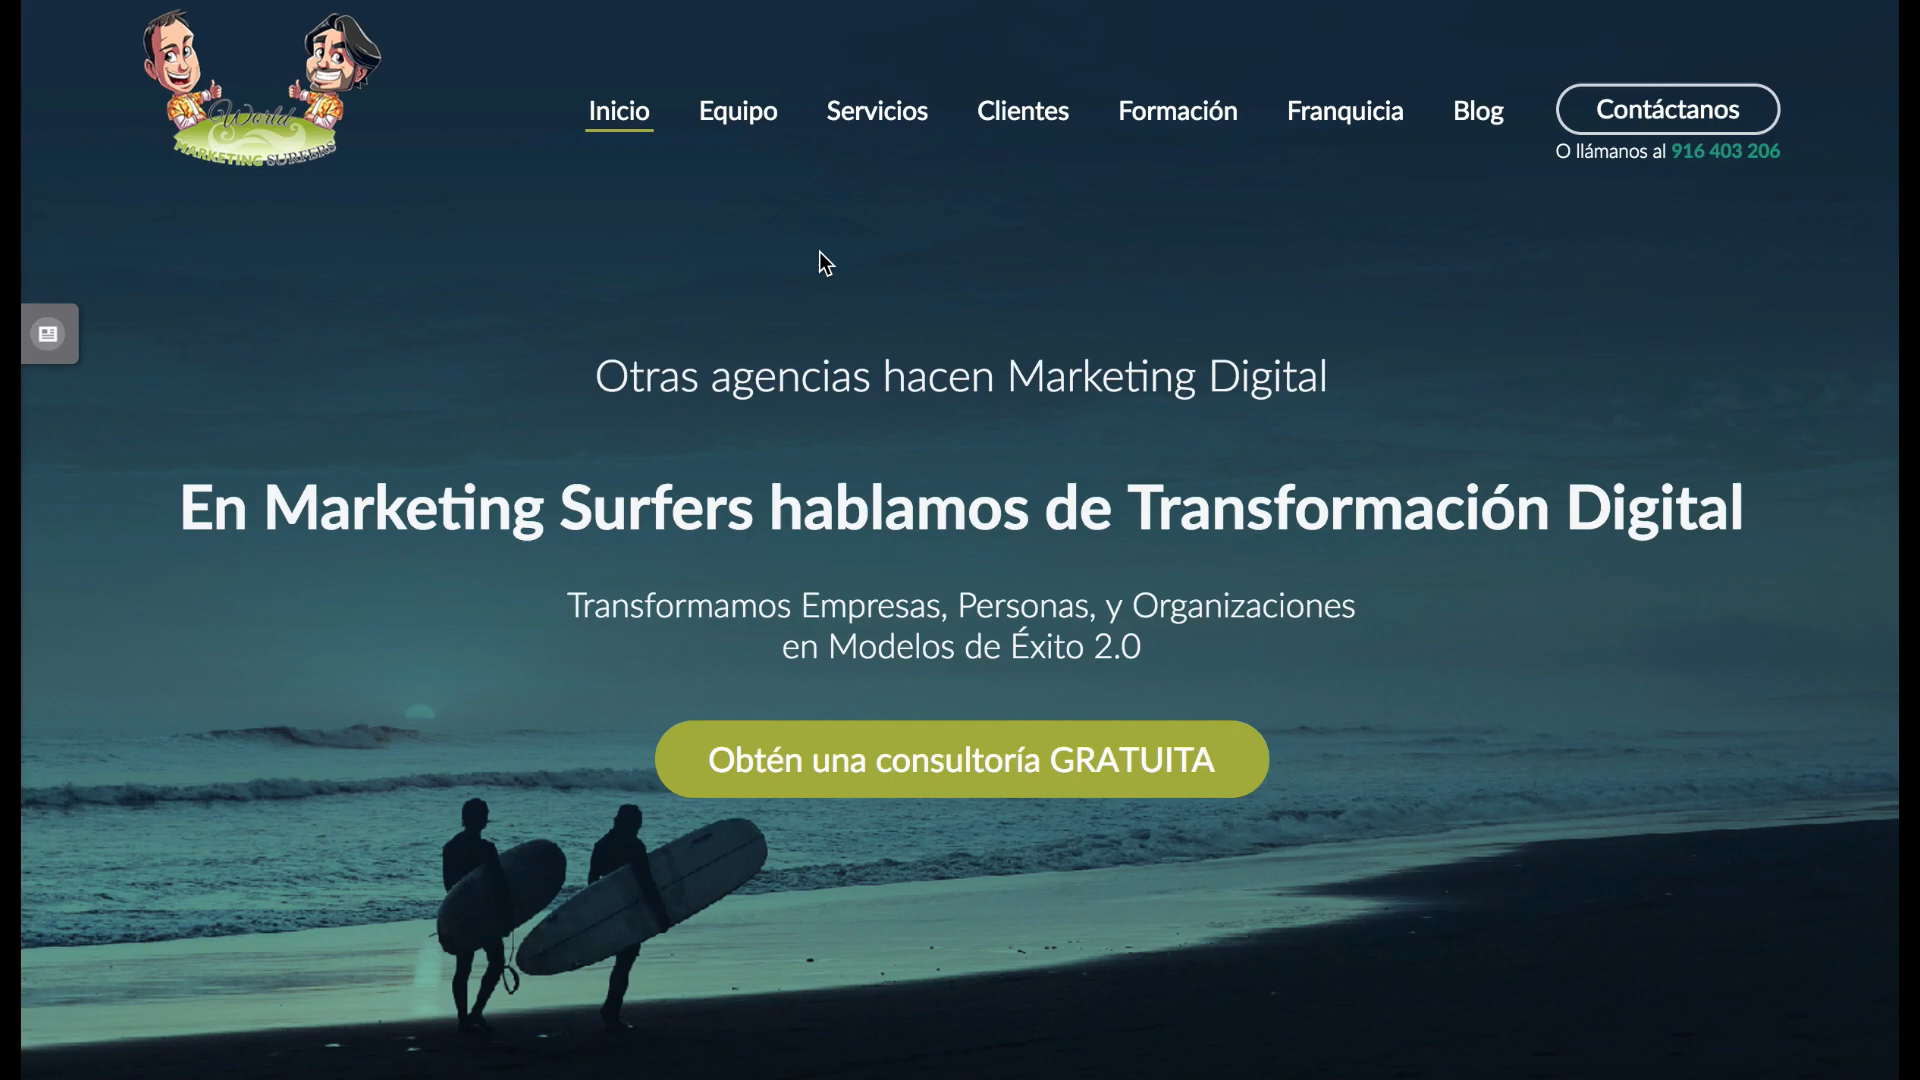 World
MARKETING SURFERS
Inicio
Equipo
Servicios
Clientes
Formación
Franquicia
Blog
Contáctanos
O llámanos al 916 403 206
Otras agencias hacen Marketing Digital
En Marketing Surfers hablamos de Transformación Digital
Transformamos Empresas, Personas, y Organizaciones
en Modelos de Éxito 2.0
Obtén una consultoría GRATUITA